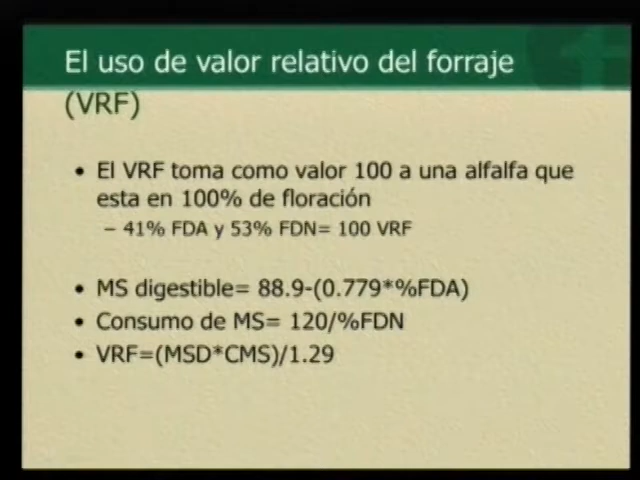 El uso de valor relativo del forraje
(VRF)
• El VRF toma como valor 100 a una alfalfa que
esta en 100% de floración
– 41% FDA y 53% FDN= 100 VRF
• MS digestible= 88.9-(0.779*%FDA)
• Consumo de MS= 120/%FDN
• VRF=(MSD*CMS)/1.29